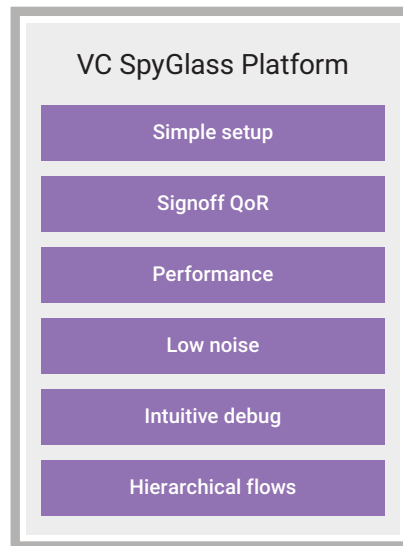 VC SpyGlass Platform
Simple setup
Signoff QoR
Performance
Low noise
Intuitive debug
Hierarchical flows